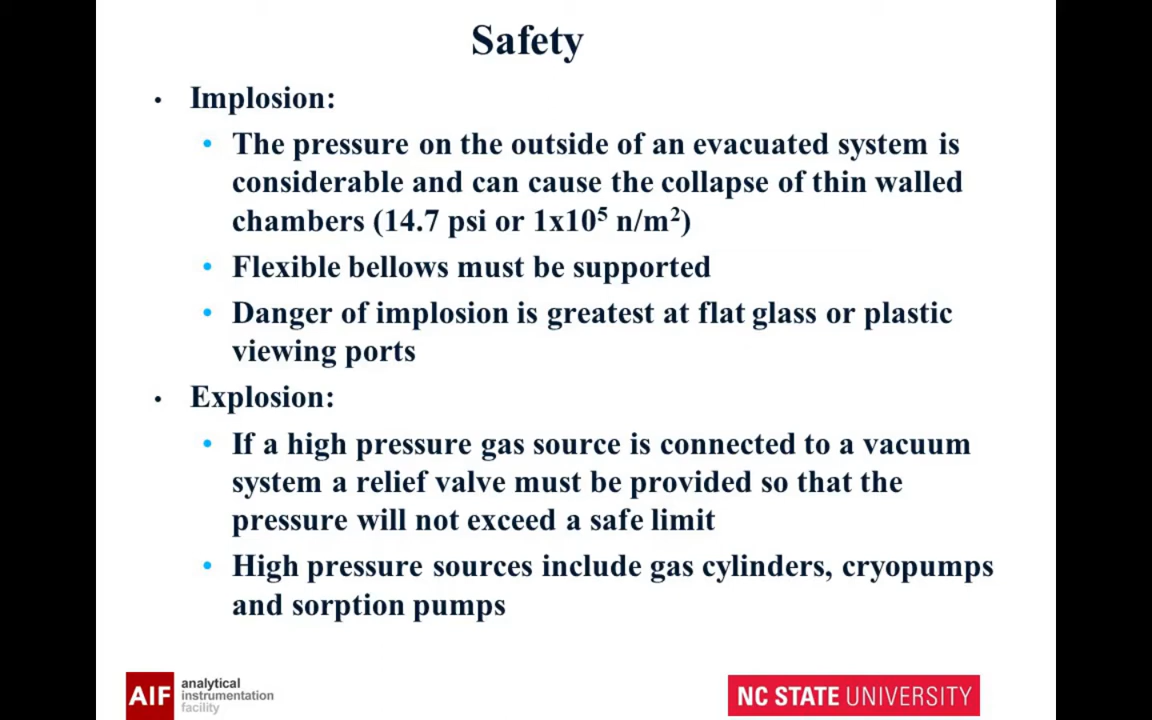 Safety
• Implosion:
• The pressure on the outside of an evacuated system is
considerable and can cause the collapse of thin walled
chambers (14.7 psi or 1x10⁵ n/m²)
• Flexible bellows must be supported
• Danger of implosion is greatest at flat glass or plastic
viewing ports
• Explosion:
• If a high pressure gas source is connected to a vacuum
system a relief valve must be provided so that the
pressure will not exceed a safe limit
• High pressure sources include gas cylinders, cryopumps
and sorption pumps
AIF analytical
instrumentation
facility
NC STATE UNIVERSITY